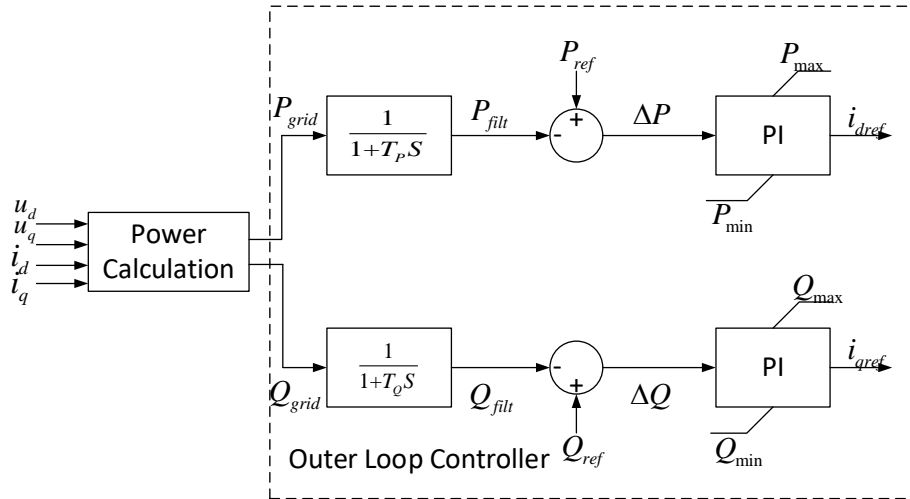 P_ref
P_max
P_grid
1
1+T_P S
P_filt
+
-
ΔP
PI
i_dref
P_min
u_d
u_q
i_d
i_q
Power
Calculation
Q_max
1
1+T_Q S
-
+
PI
i_qref
Q_grid
Q_filt
ΔQ
Q_min
Q_ref
Outer Loop Controller